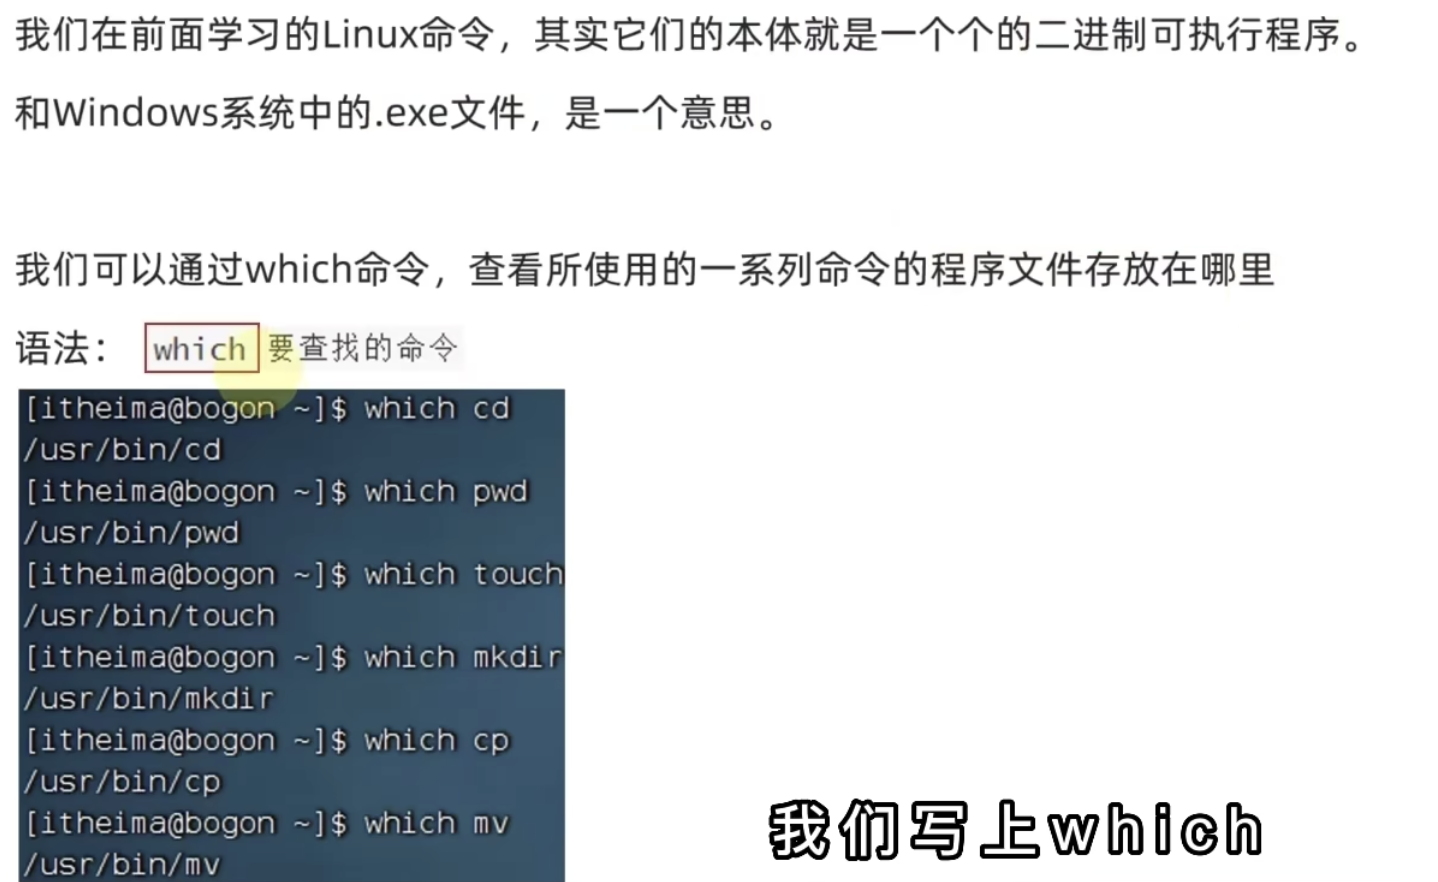 我们在前面学习的Linux命令，其实它们的本体就是一个个的二进制可执行程序。
和Windows系统中的.exe文件，是一个意思。
我们可以通过which命令，查看所使用的一系列命令的程序文件存放在哪里
语法： which 要查找的命令
[itheima@bogon ~]$ which cd
/usr/bin/cd
[itheima@bogon ~]$ which pwd
/usr/bin/pwd
[itheima@bogon ~]$ which touch
/usr/bin/touch
[itheima@bogon ~]$ which mkdir
/usr/bin/mkdir
[itheima@bogon ~]$ which cp
/usr/bin/cp
[itheima@bogon ~]$ which mv
/usr/bin/mv
我们写上which